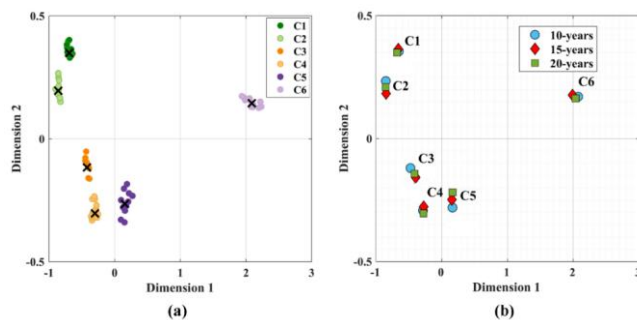 0.5
0
-0.5
-1
0
1
2
3
Dimension 2
Dimension 1
C1
C2
C3
C4
C5
C6
(a)
0.5
0
-0.5
-1
0
1
2
3
Dimension 2
Dimension 1
10-years
15-years
20-years
C1
C2
C3
C4
C5
C6
(b)